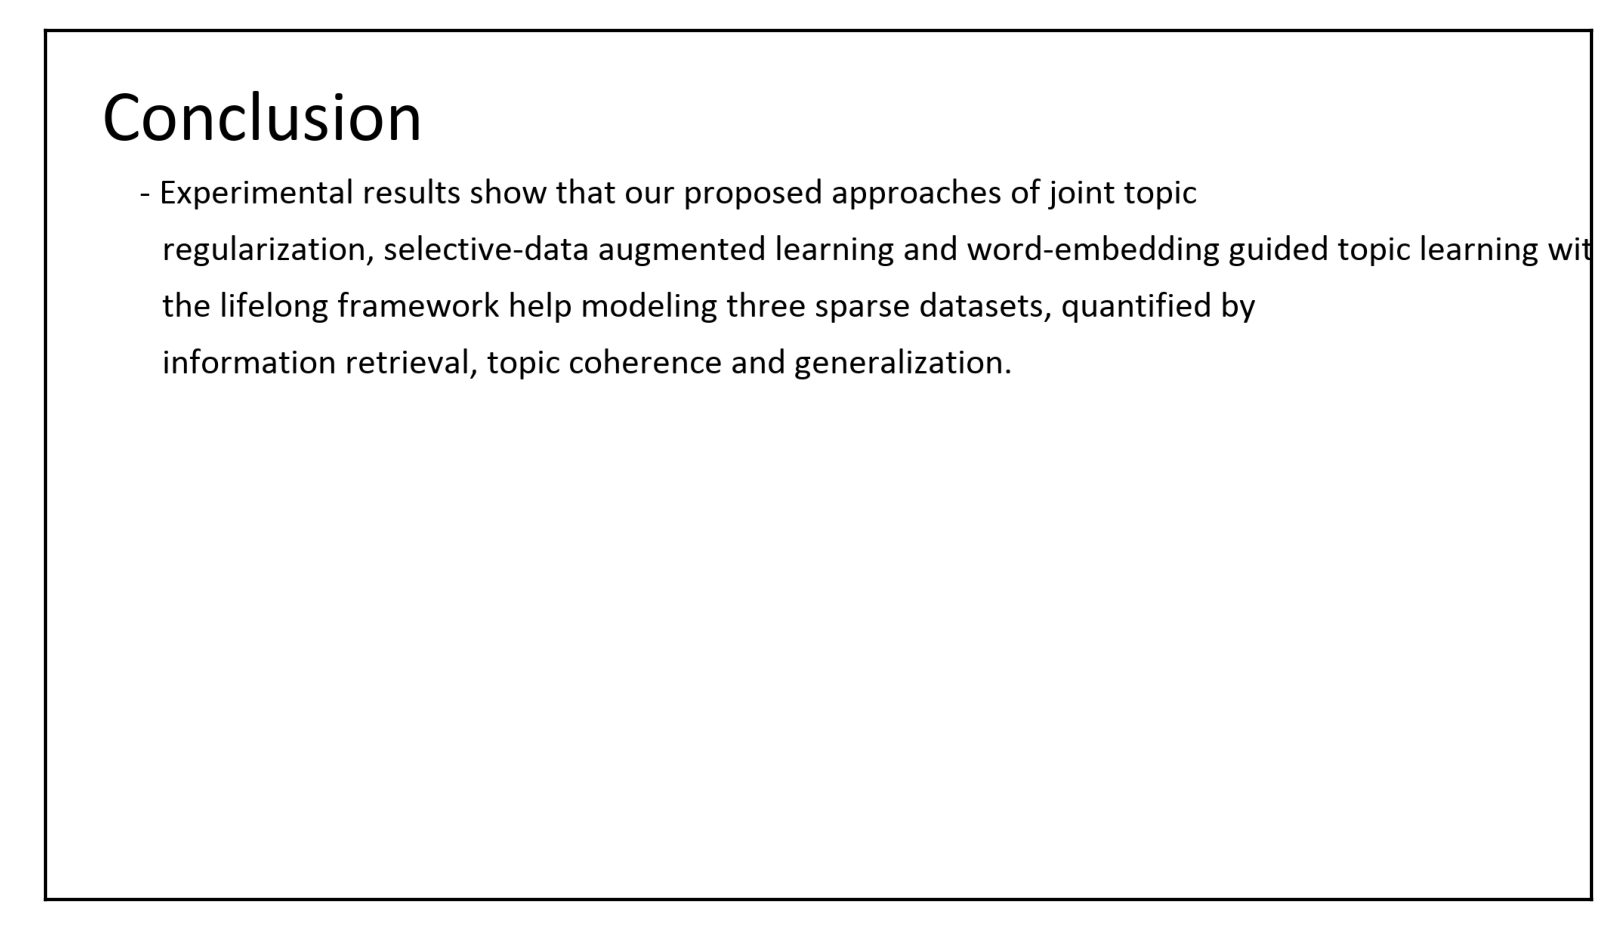 Conclusion
- Experimental results show that our proposed approaches of joint topic
regularization, selective-data augmented learning and word-embedding guided topic learning wit
the lifelong framework help modeling three sparse datasets, quantified by
information retrieval, topic coherence and generalization.